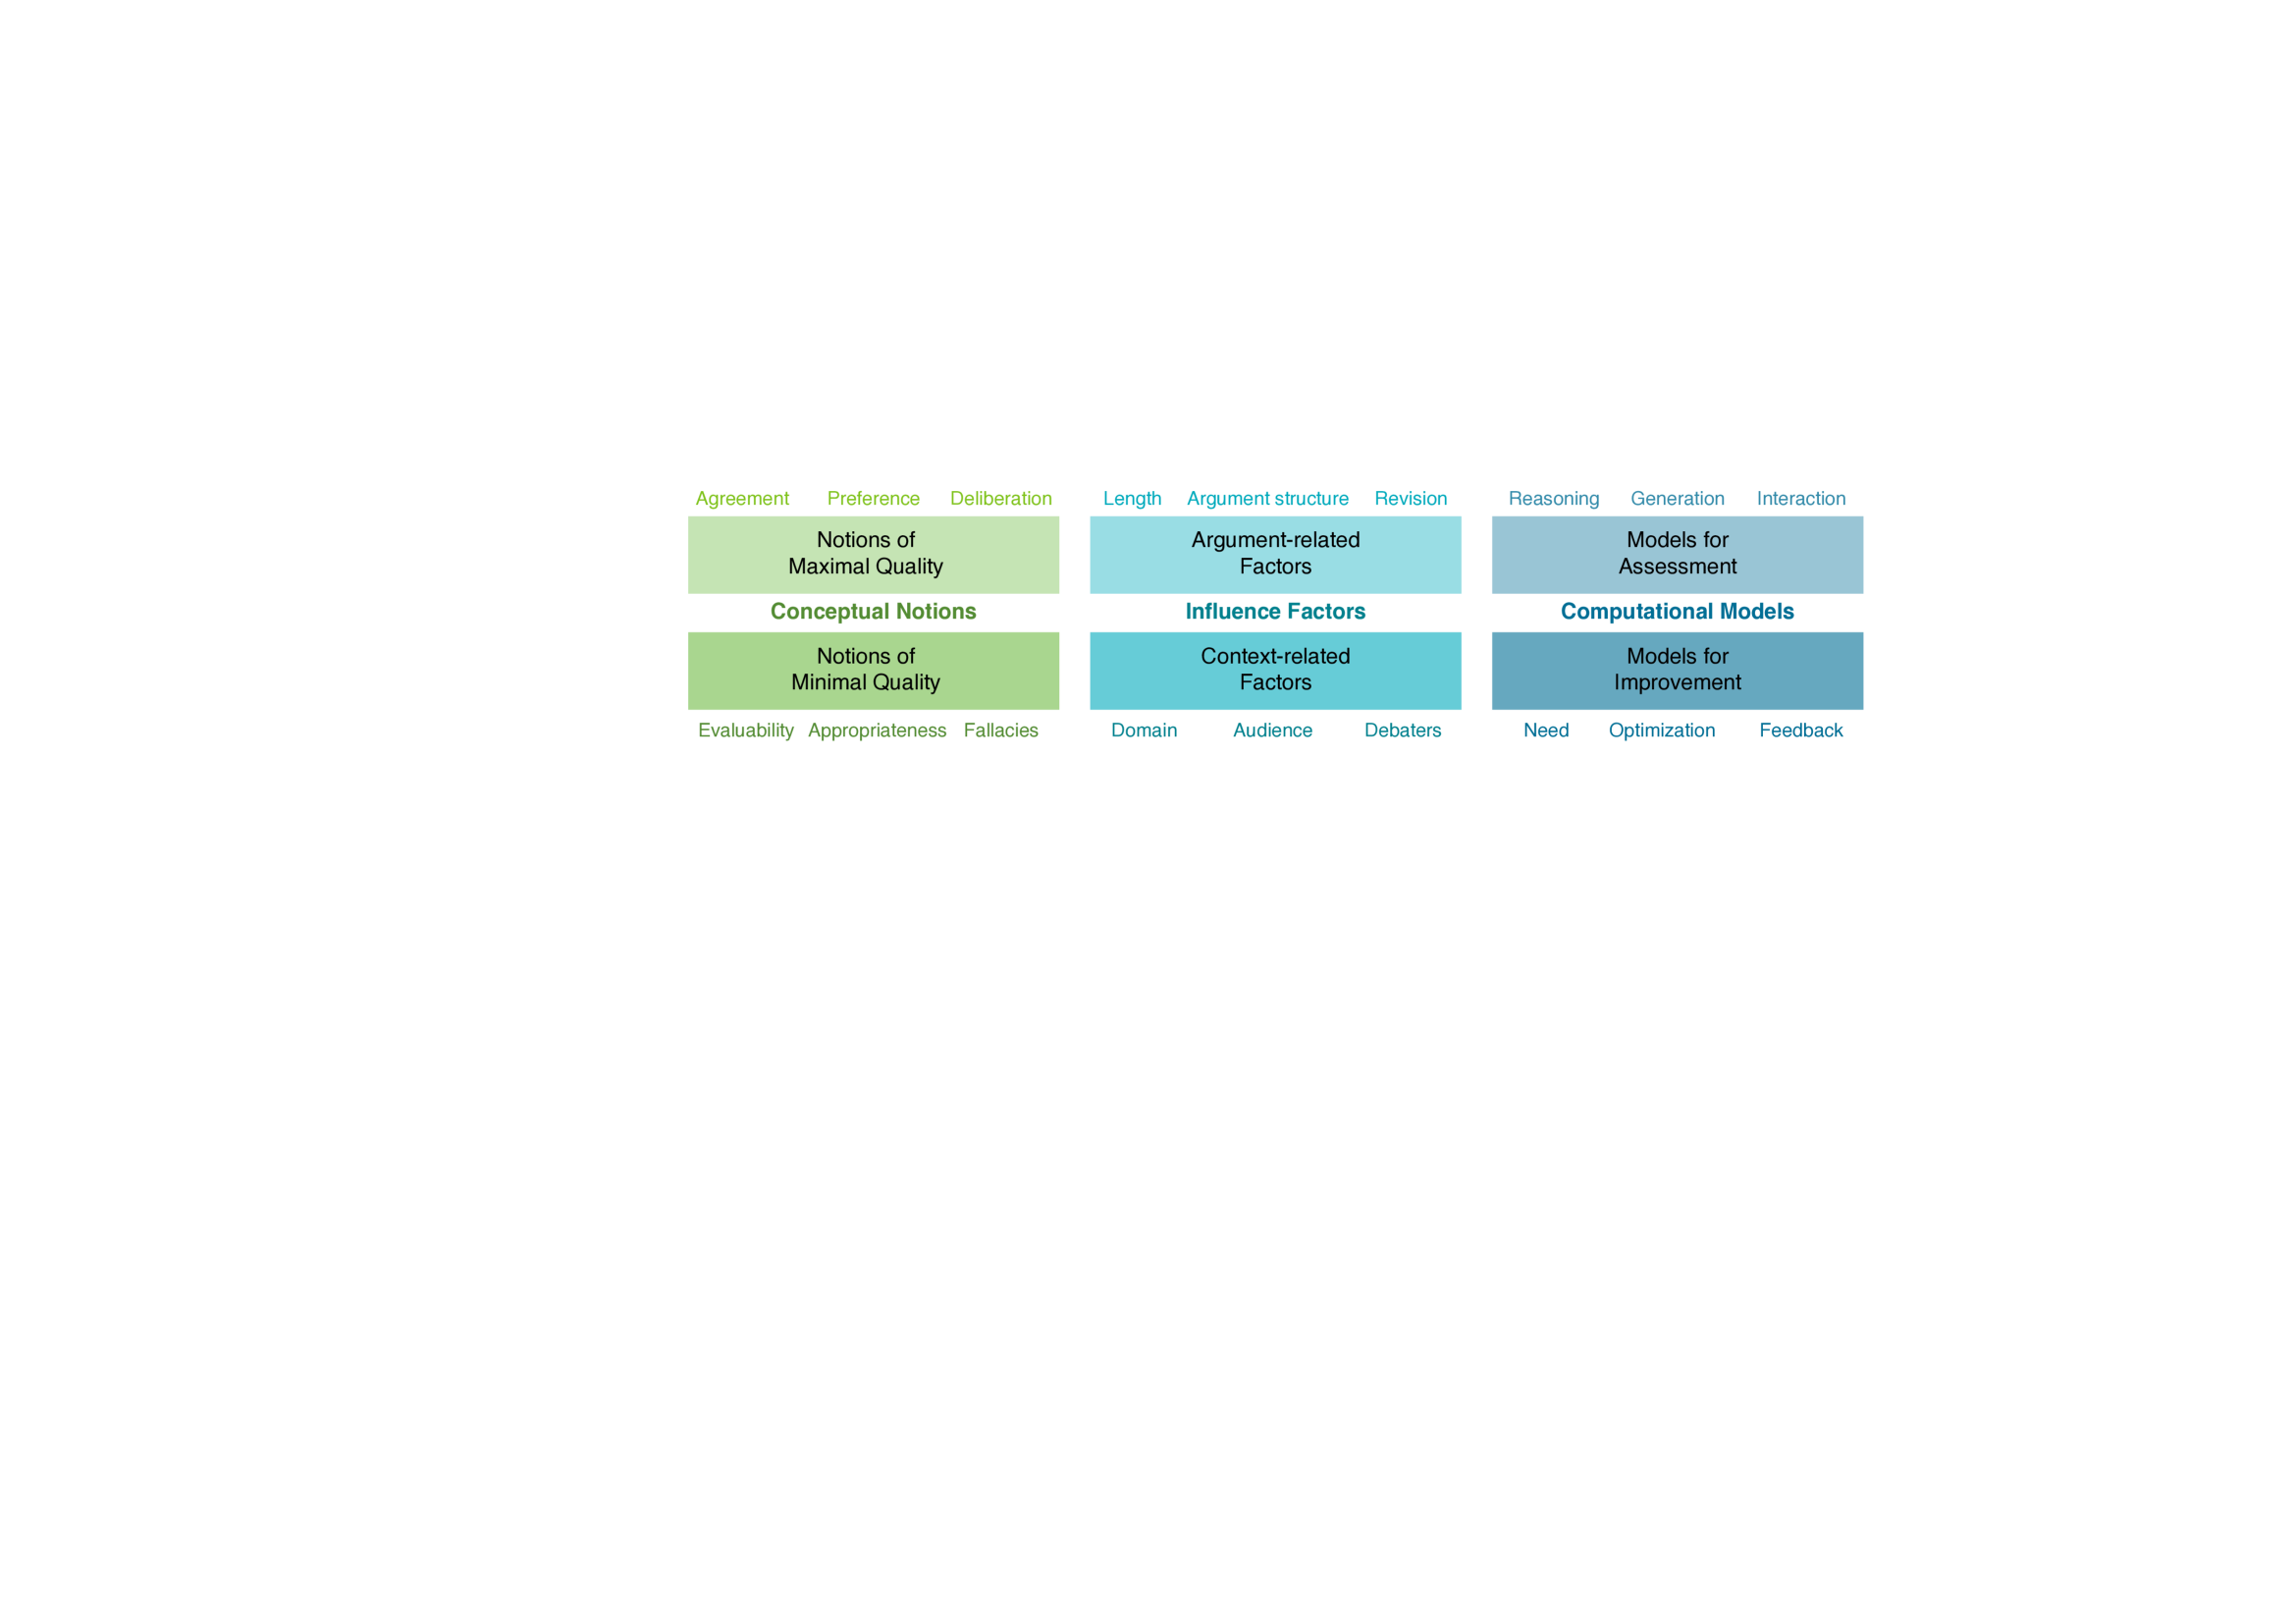 Agreement Preference Deliberation
Notions of
Maximal Quality
Conceptual Notions
Notions of
Minimal Quality
Evaluability Appropriateness Fallacies
Length Argument structure Revision
Argument-related
Factors
Influence Factors
Context-related
Factors
Domain Audience Debaters
Reasoning Generation Interaction
Models for
Assessment
Computational Models
Models for
Improvement
Need Optimization Feedback